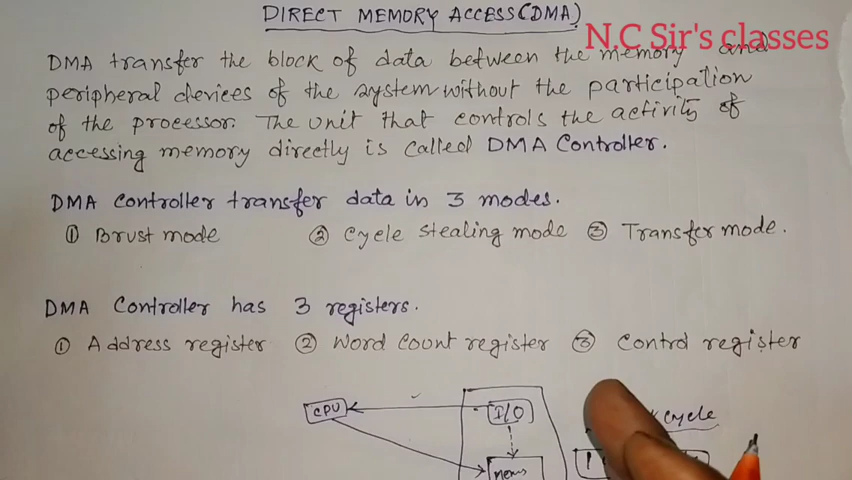 DIRECT MEMORY ACCESS(DMA)
N.C Sir's classes
DMA transfer the block of data between the memory and
peripheral devices of the system without the participation
of the processor. The unit that controls the activity of
accessing memory directly is called DMA Controller.
DMA Controller transfer data in 3 modes.
① Brust mode ② Cycle stealing mode ③ Transfer mode.
DMA Controller has 3 registers.
① Address register ② Word Count register ③ Control register
CPU I/O
cycle